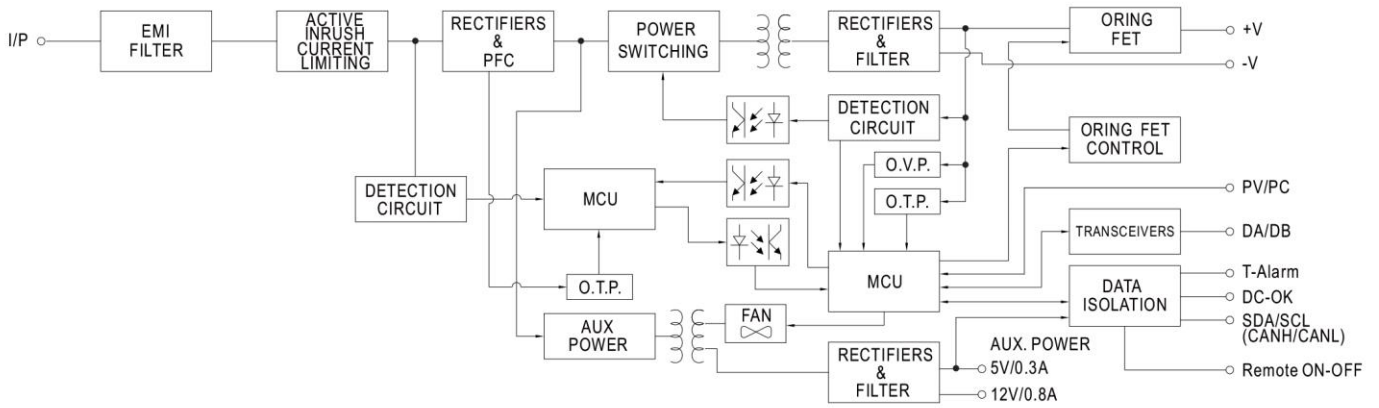 I/P
EMI
FILTER
ACTIVE
INRUSH
CURRENT
LIMITING
RECTIFIERS
&
PFC
POWER
SWITCHING
RECTIFIERS
&
FILTER
ORING
FET
+V
-V
DETECTION
CIRCUIT
ORING FET
CONTROL
O.V.P.
O.T.P.
DETECTION
CIRCUIT
MCU
PV/PC
TRANSCEIVERS
DA/DB
O.T.P.
MCU
DATA
ISOLATION
T-Alarm
DC-OK
SDA/SCL
(CANH/CANL)
AUX
POWER
FAN
RECTIFIERS
&
FILTER
AUX. POWER
5V/0.3A
12V/0.8A
Remote ON-OFF